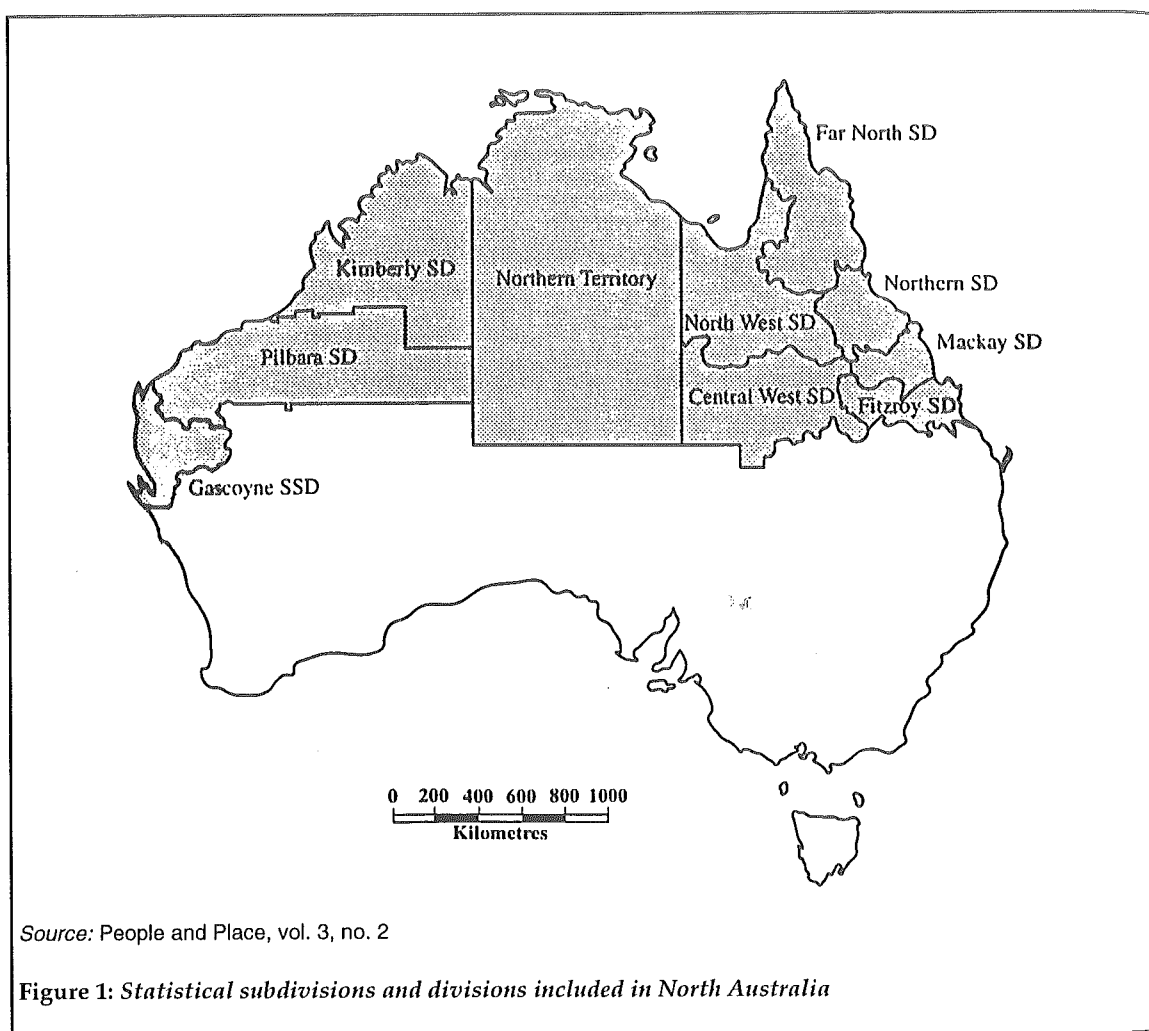 Far North SD
Kimberly SD
Northern Territory
Northern SD
North West SD
Mackay SD
Pilbara SD
Central West SD
Fitzroy SD
Gascoyne SSD
0 200 400 600 800 1000
Kilometres
Source: People and Place, vol. 3, no. 2
Figure 1: Statistical subdivisions and divisions included in North Australia